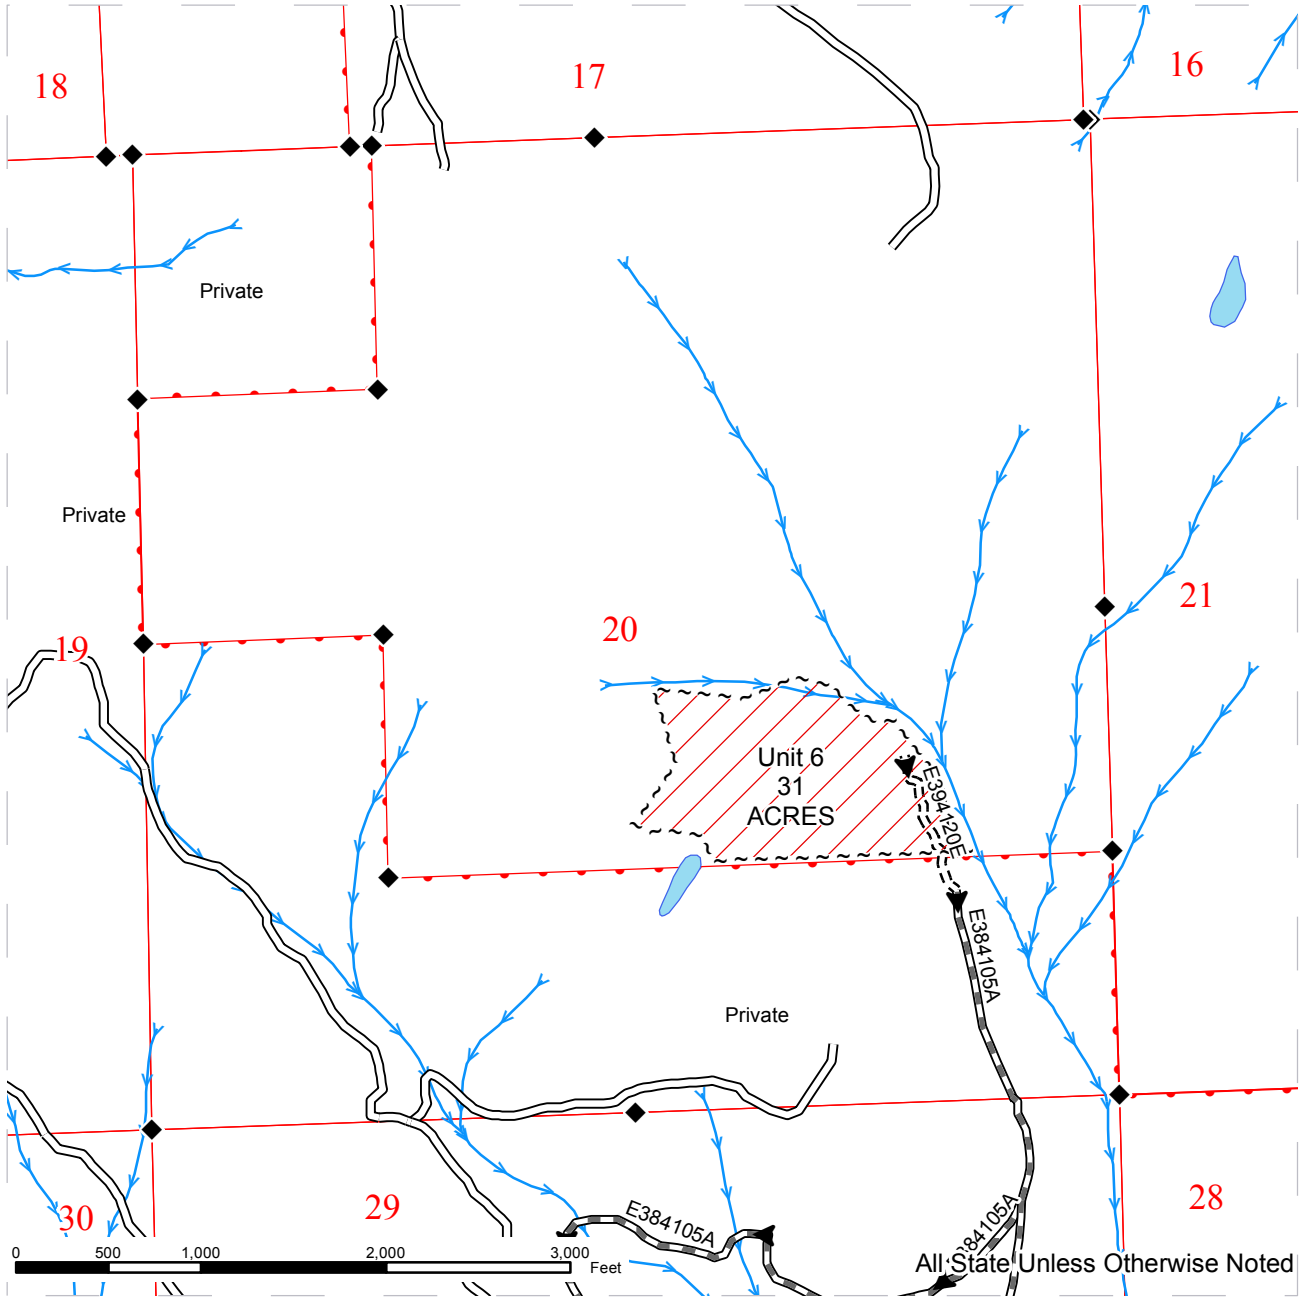 18
17
16
Private
Private
19
20
21
Unit 6
31
ACRES
E394120E
E384105A
Private
30
29
28
E384105A
384105A
0 500 1,000 2,000 3,000
Feet
All State Unless Otherwise Noted